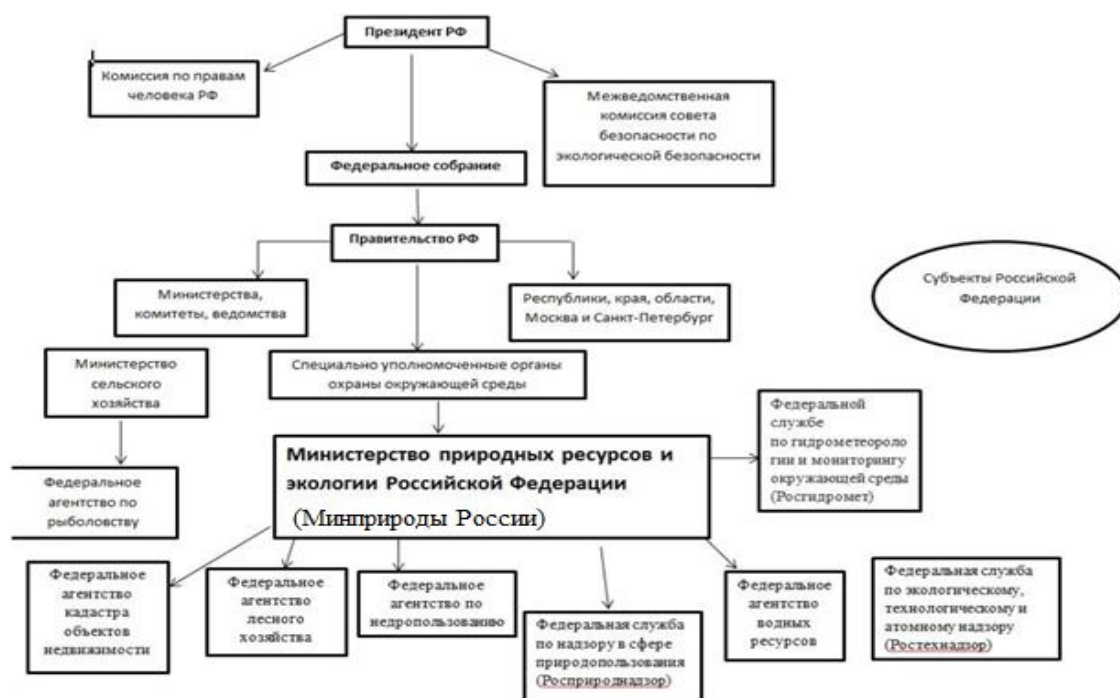 Президент РФ
Комиссия по правам
человека РФ
Межведомственная
комиссия совета
безопасности по
экологической безопасности
Федеральное собрание
Правительство РФ
Министерства,
комитеты, ведомства
Республики, края, области,
Москва и Санкт-Петербург
Субъекты Российской
Федерации
Министерство
сельского
хозяйства
Специально уполномоченные органы
охраны окружающей среды
Федеральной
службе
по гидрометеороло
гии и мониторингу
окружающей среды
(Росгидромет)
Министерство природных ресурсов и
экологии Российской Федерации
(Минприроды России)
Федеральное
агентство по
рыболовству
Федеральное
агентство
кадастра
объектов
недвижимости
Федеральное
агентство
лесного
хозяйства
Федеральное
агентство по
недропользованию
Федеральная служба
по надзору в сфере
природопользования
(Росприроднадзор)
Федеральное
агентство
водных
ресурсов
Федеральная служба
по экологическому,
технологическому и
атомному надзору
(Ростехнадзор)